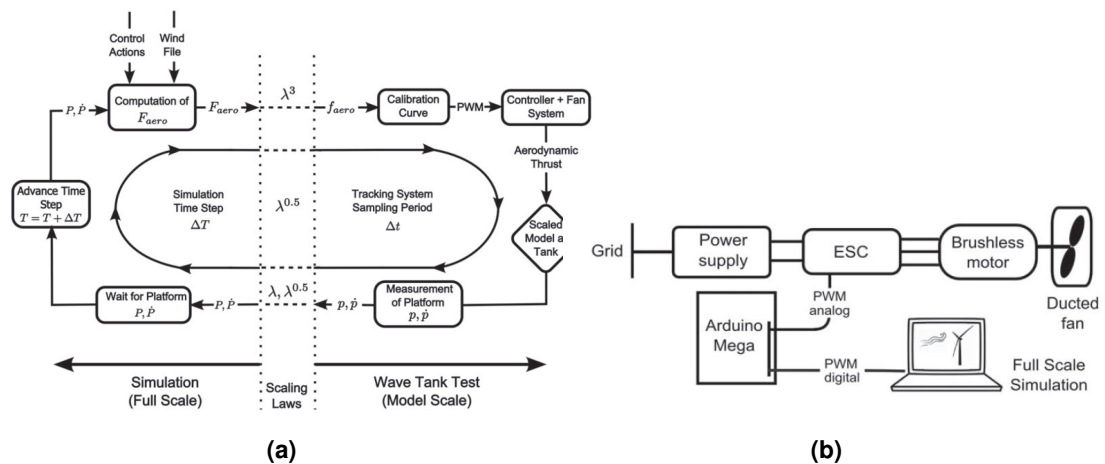 Control
Actions
Wind
File
P, Ṗ
Computation of
F_aero
F_aero
λ³
f_aero
Calibration
Curve
PWM
Controller + Fan
System
Aerodynamic
Thrust
Advance Time
Step
T = T + ΔT
Simulation
Time Step
ΔT
λ^0.5
Tracking System
Sampling Period
Δt
Scaled
Model a
Tank
Wait for Platform
P, Ṗ
P, Ṗ
λ, λ^0.5
p, ṗ
Measurement
of Platform
p, ṗ
Simulation
(Full Scale)
Scaling
Laws
Wave Tank Test
(Model Scale)
(a)
Grid
Power
supply
ESC
Brushless
motor
Ducted
fan
PWM
analog
Arduino
Mega
PWM
digital
Full Scale
Simulation
(b)